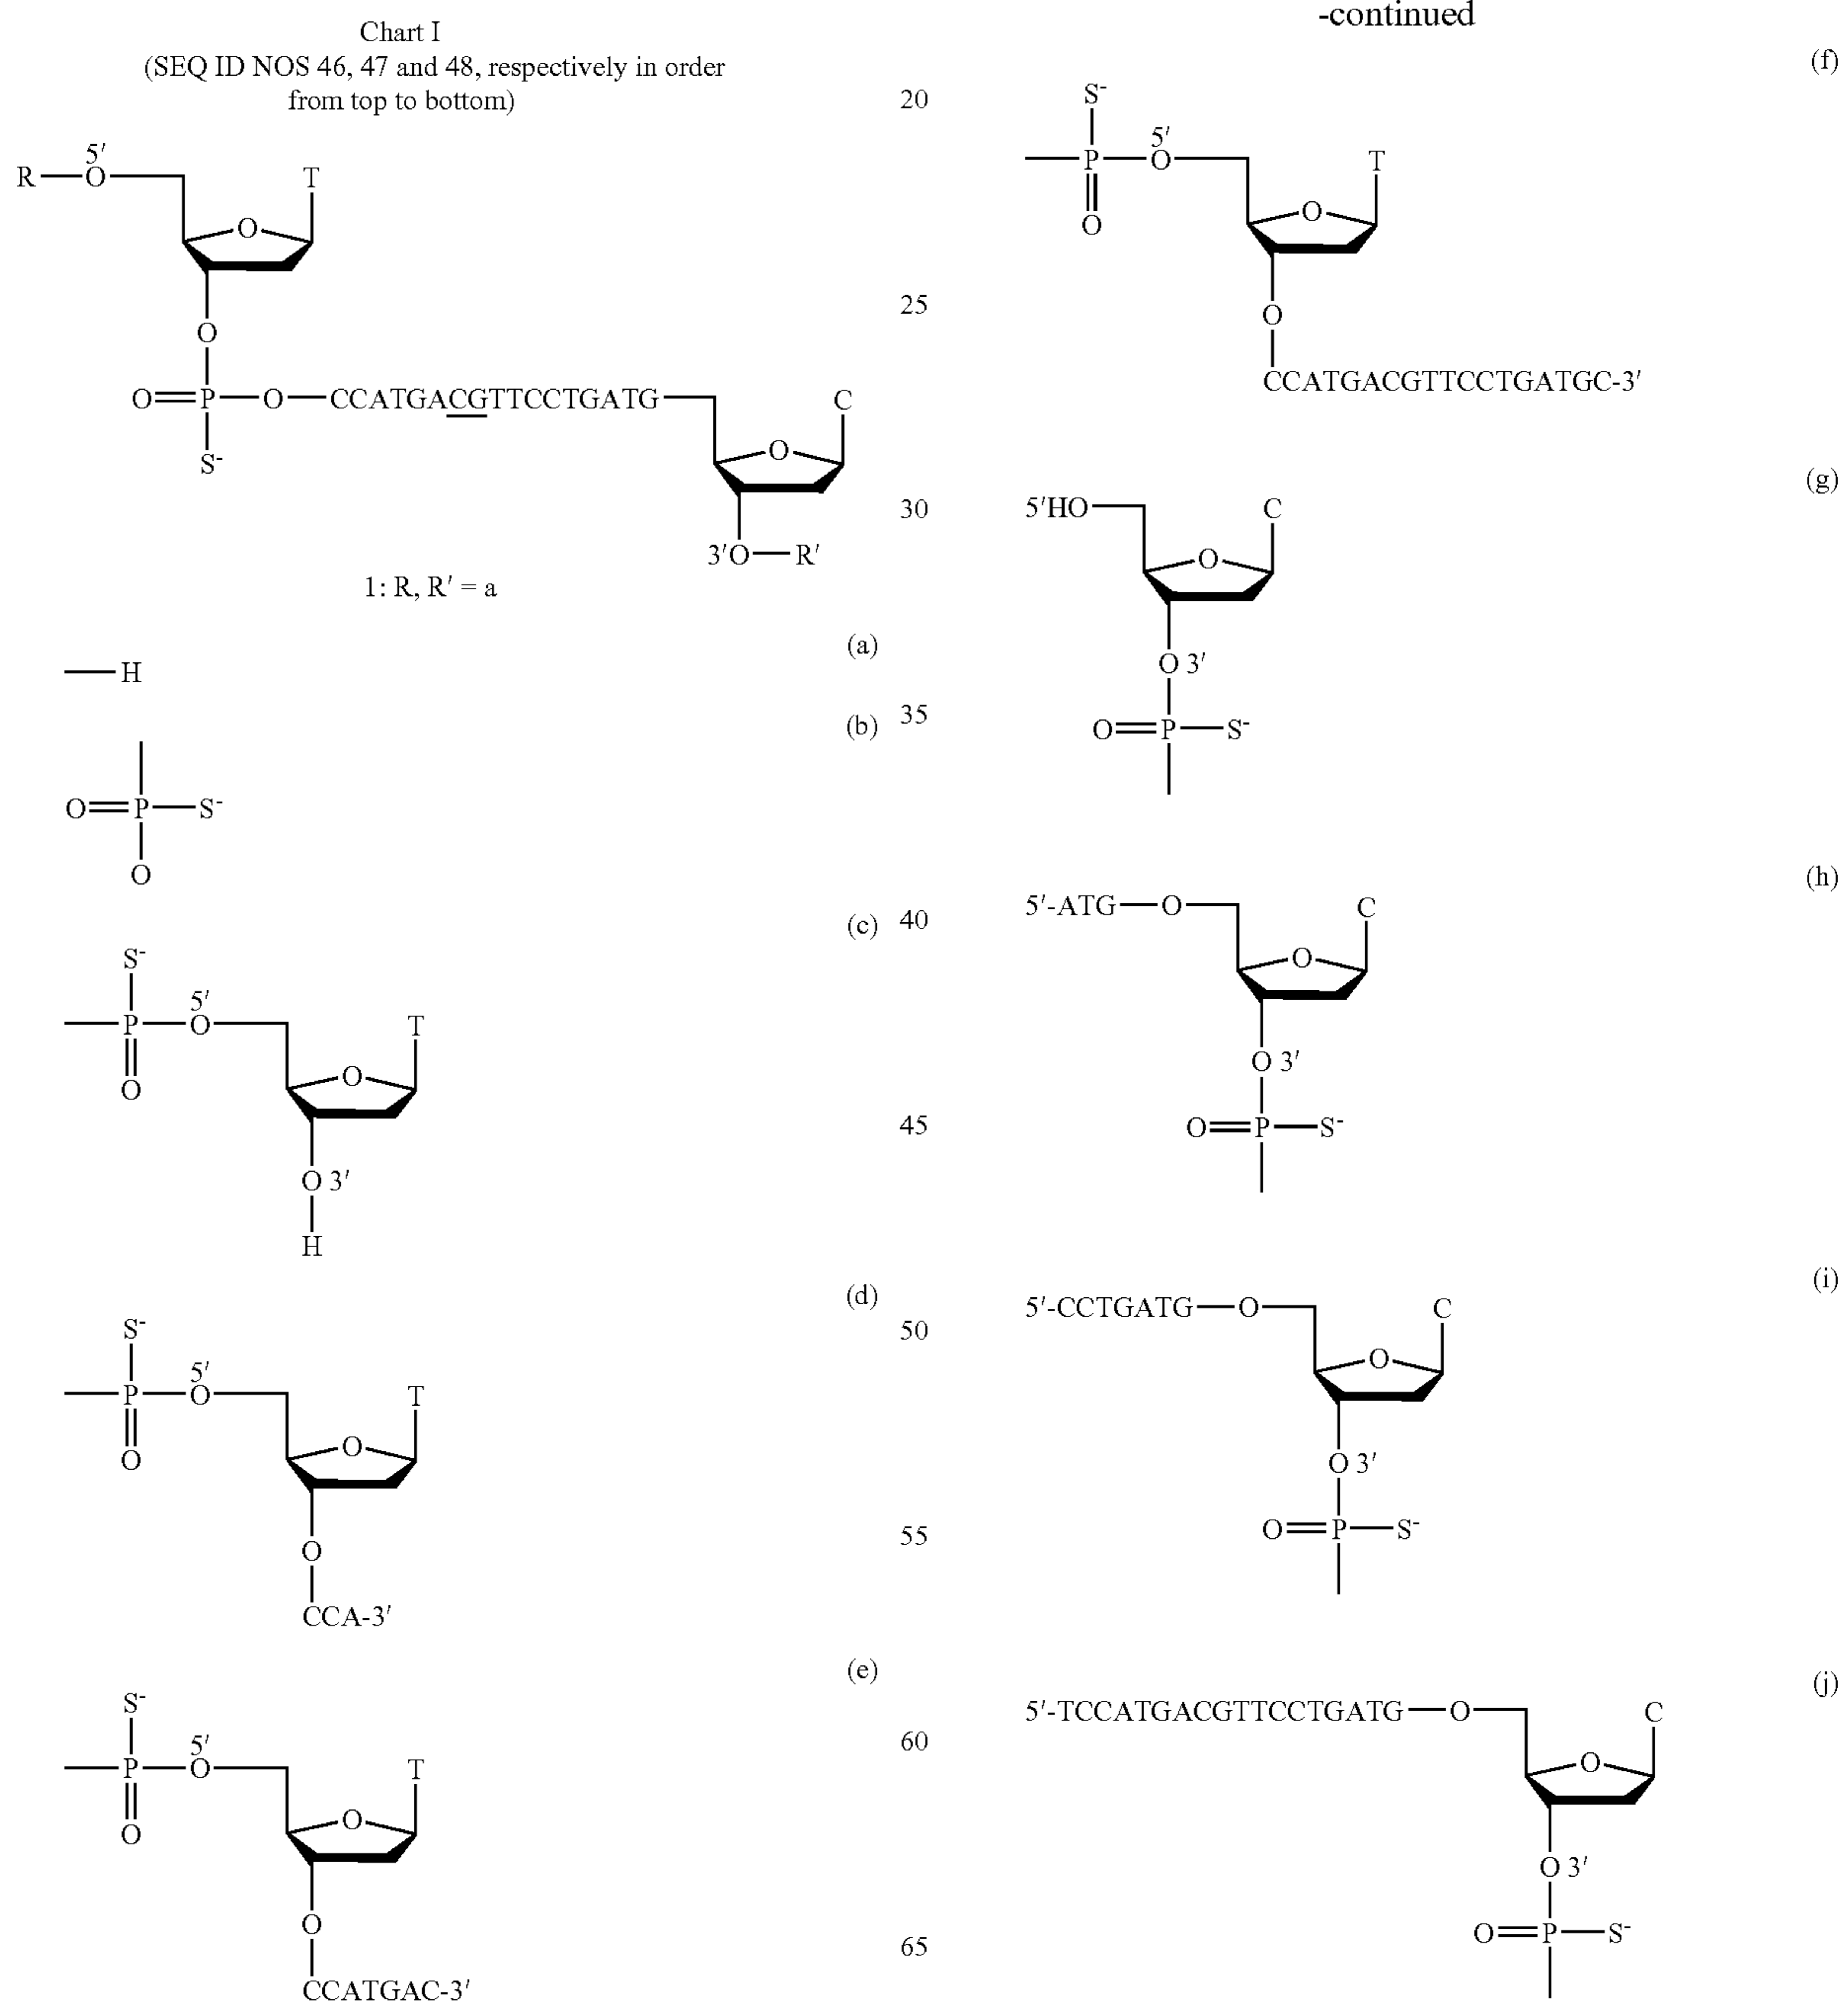 Chart I
(SEQ ID NOS 46, 47 and 48, respectively in order
from top to bottom)
R
5′
O
T
O
O
O
P
O
CCATGACGTTCCTGATG
S-
C
O
3′O
R′
1: R, R′ = a
(a)
H
(b)
O
P
S-
O
(c)
S-
P
5′
O
O
T
O
O 3′
H
(d)
S-
P
5′
O
O
T
O
O
CCA-3′
(e)
S-
P
5′
O
O
T
O
O
CCATGAC-3′
20
25
30
35
40
45
50
55
60
65
-continued
(f)
S-
P
5′
O
O
T
O
O
CCATGACGTTCCTGATGC-3′
(g)
5′HO
C
O
O 3′
O
P
S-
(h)
5′-ATG
O
C
O
O 3′
O
P
S-
(i)
5′-CCTGATG
O
C
O
O 3′
O
P
S-
(j)
5′-TCCATGACGTTCCTGATG
O
C
O
O 3′
O
P
S-